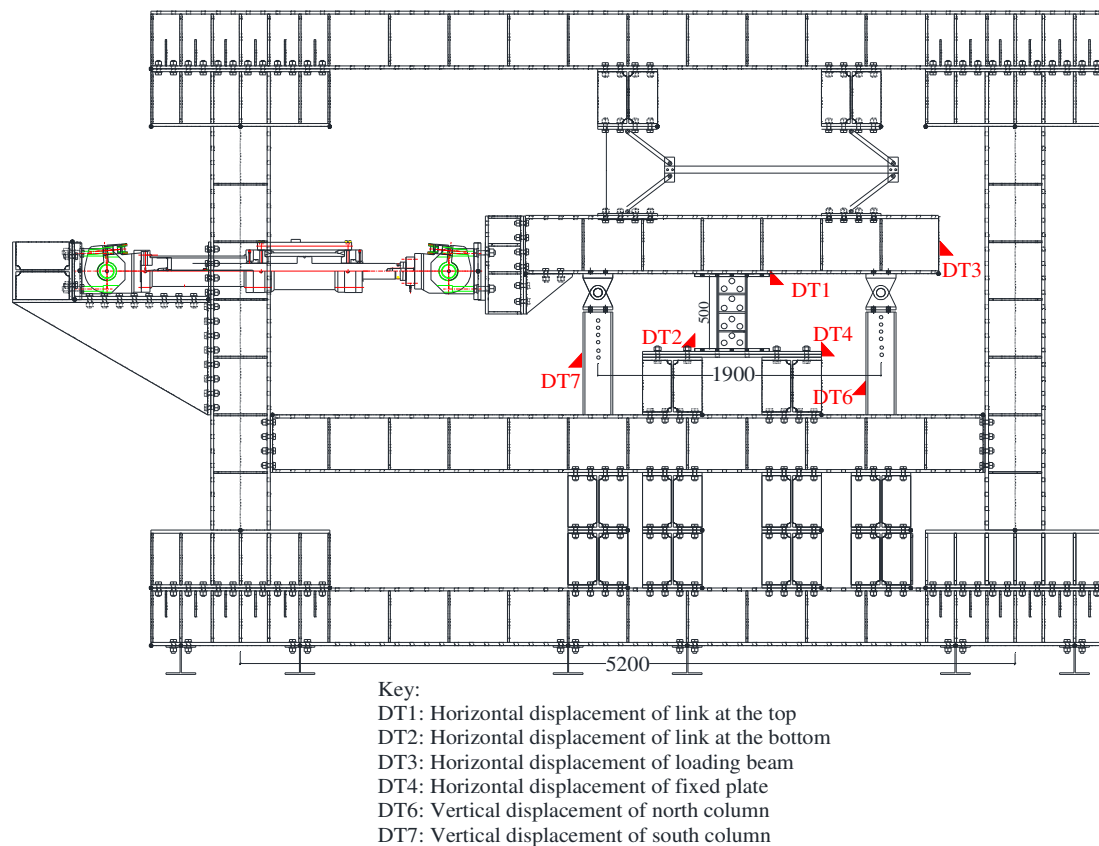 DT3
DT1
500
DT2
DT4
1900
DT7
DT6
5200
Key:
DT1: Horizontal displacement of link at the top
DT2: Horizontal displacement of link at the bottom
DT3: Horizontal displacement of loading beam
DT4: Horizontal displacement of fixed plate
DT6: Vertical displacement of north column
DT7: Vertical displacement of south column